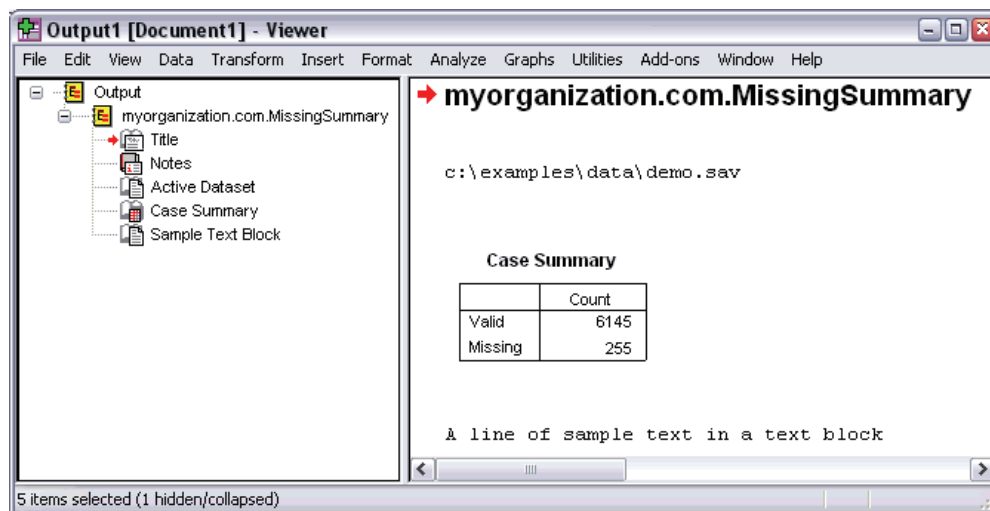 Output1 [Document1] - Viewer
File Edit View Data Transform Insert Format Analyze Graphs Utilities Add-ons Window Help
Output
myorganization.com.MissingSummary
Title
Notes
Active Dataset
Case Summary
Sample Text Block
myorganization.com.MissingSummary
c:\examples\data\demo.sav
Case Summary
Count
Valid 6145
Missing 255
A line of sample text in a text block
5 items selected (1 hidden/collapsed)